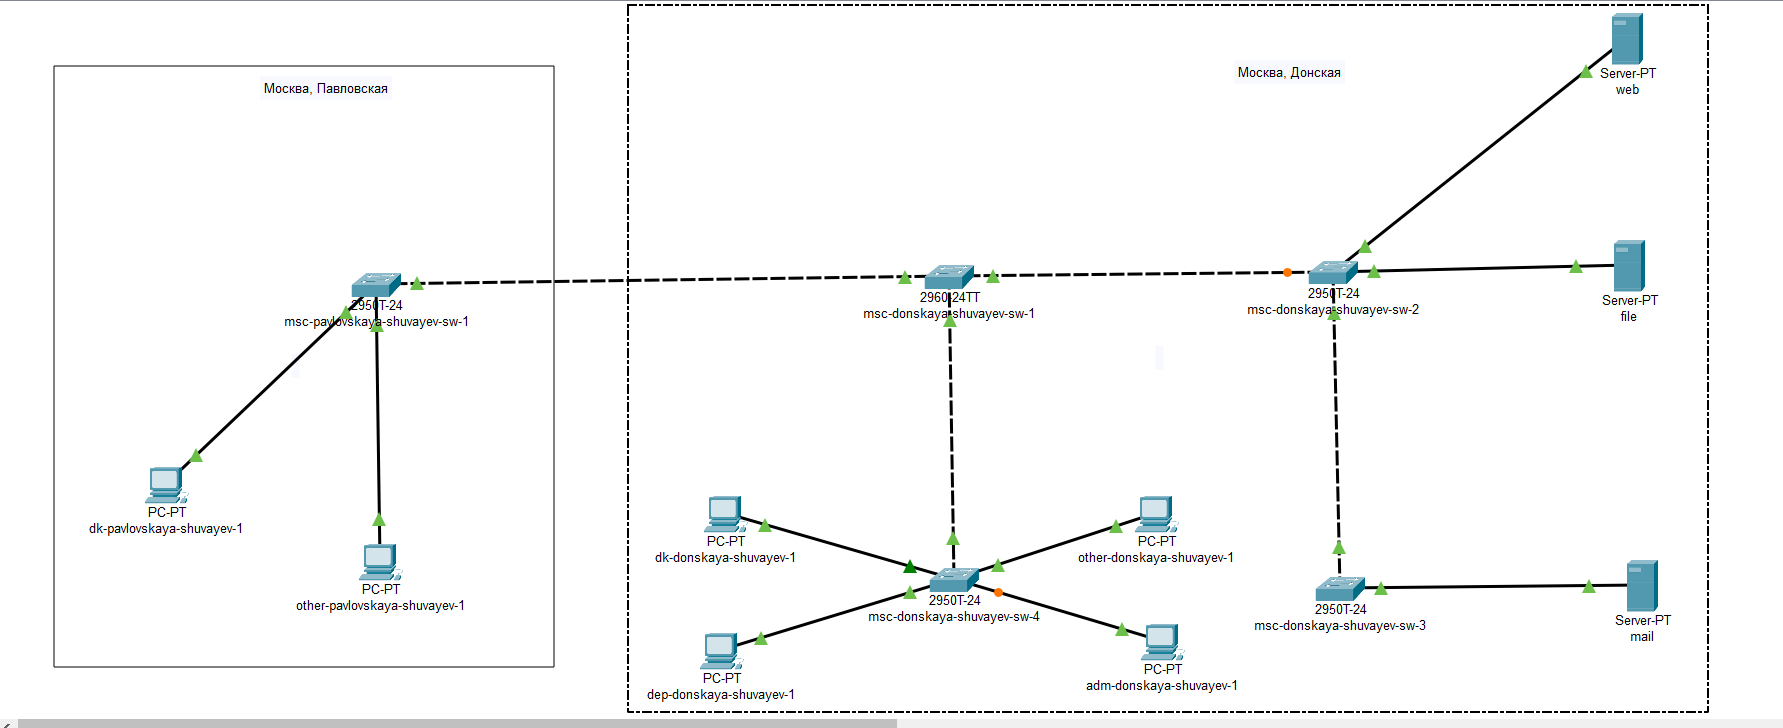 Москва, Павловская
2950T-24
msc-pavlovskaya-shuvayev-sw-1
PC-PT
dk-pavlovskaya-shuvayev-1
PC-PT
other-pavlovskaya-shuvayev-1
Москва, Донская
Server-PT
web
2960-24TT
msc-donskaya-shuvayev-sw-1
2950T-24
msc-donskaya-shuvayev-sw-2
Server-PT
file
PC-PT
dk-donskaya-shuvayev-1
PC-PT
other-donskaya-shuvayev-1
2950T-24
msc-donskaya-shuvayev-sw-4
2950T-24
msc-donskaya-shuvayev-sw-3
Server-PT
mail
PC-PT
dep-donskaya-shuvayev-1
PC-PT
adm-donskaya-shuvayev-1